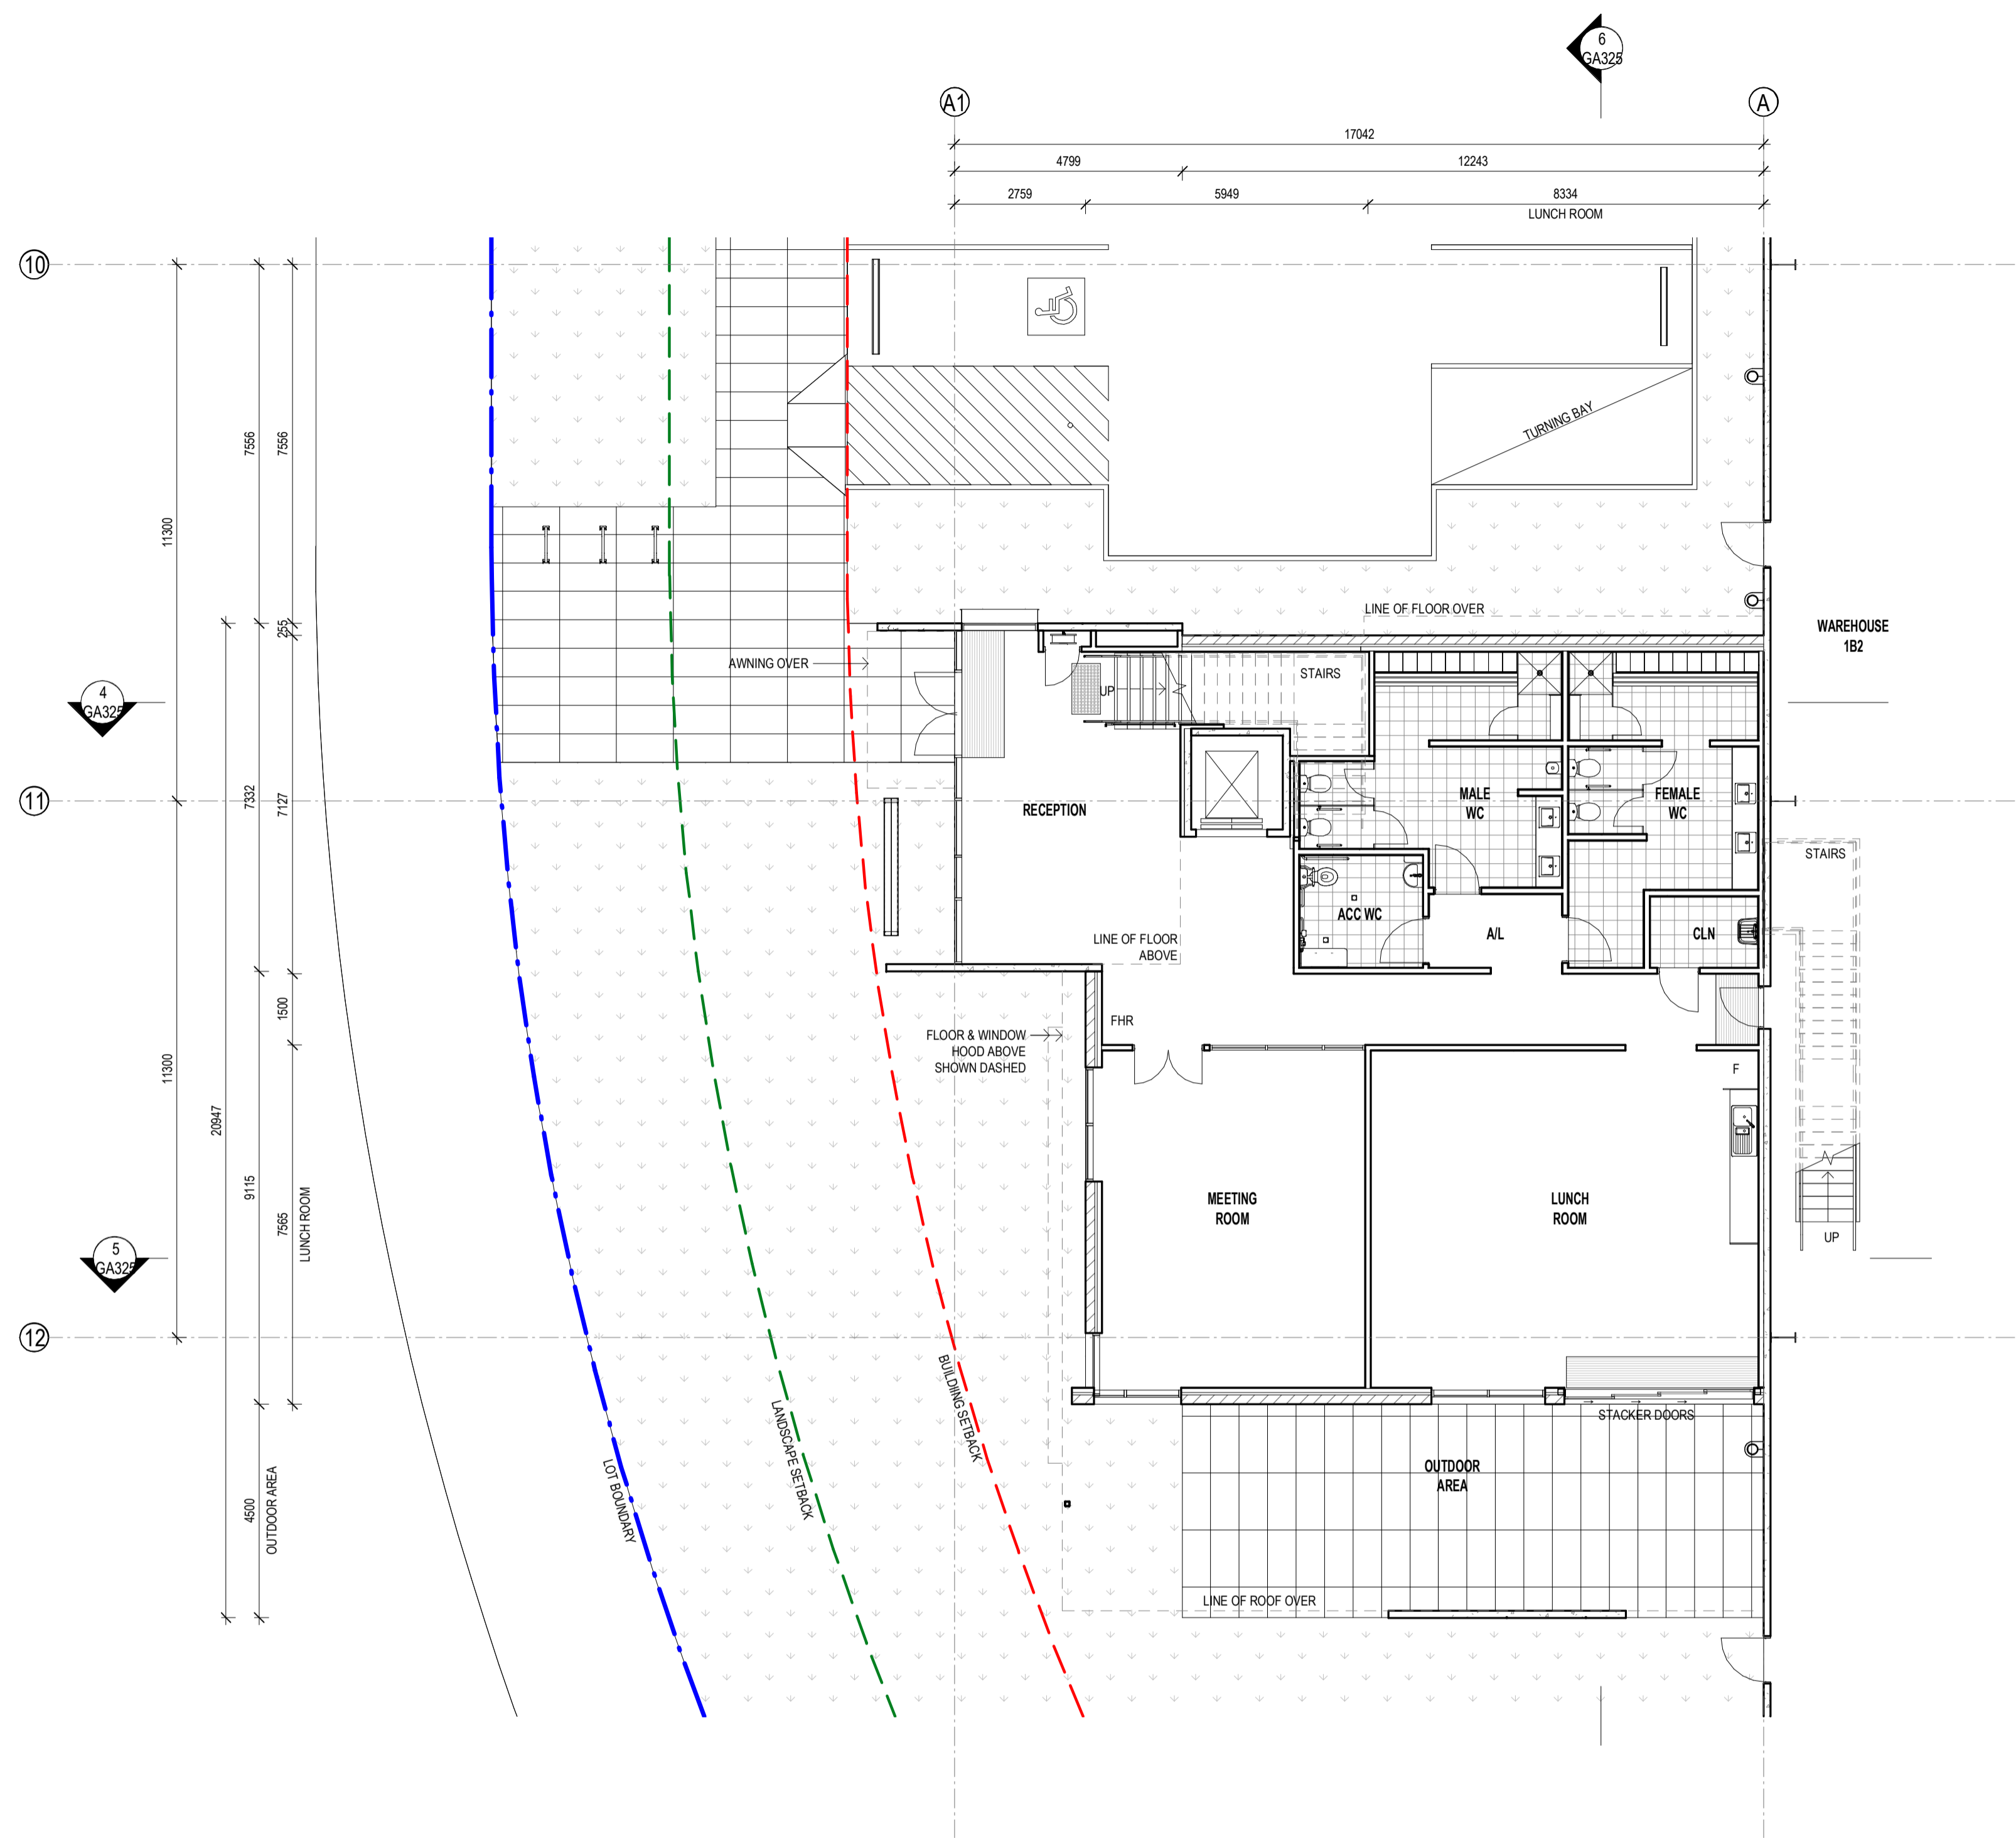 6
GA325
A1
A
17042
4799
12243
2759
5949
8334
LUNCH ROOM
10
7556
7556
11300
TURNING BAY
LINE OF FLOOR OVER
255
WAREHOUSE
1B2
AWNING OVER
STAIRS
UP
4
GA325
11
7332
7127
RECEPTION
MALE
WC
FEMALE
WC
STAIRS
ACC WC
A/L
CLN
LINE OF FLOOR
ABOVE
1500
FHR
FLOOR & WINDOW
HOOD ABOVE
SHOWN DASHED
11300
F
20947
9115
7565
LUNCH ROOM
MEETING
ROOM
LUNCH
ROOM
UP
5
GA325
12
BUILDIING SETBACK
LANDSCAPE SETBACK
LOT BOUNDARY
STACKER DOORS
OUTDOOR
AREA
4500
OUTDOOR AREA
LINE OF ROOF OVER